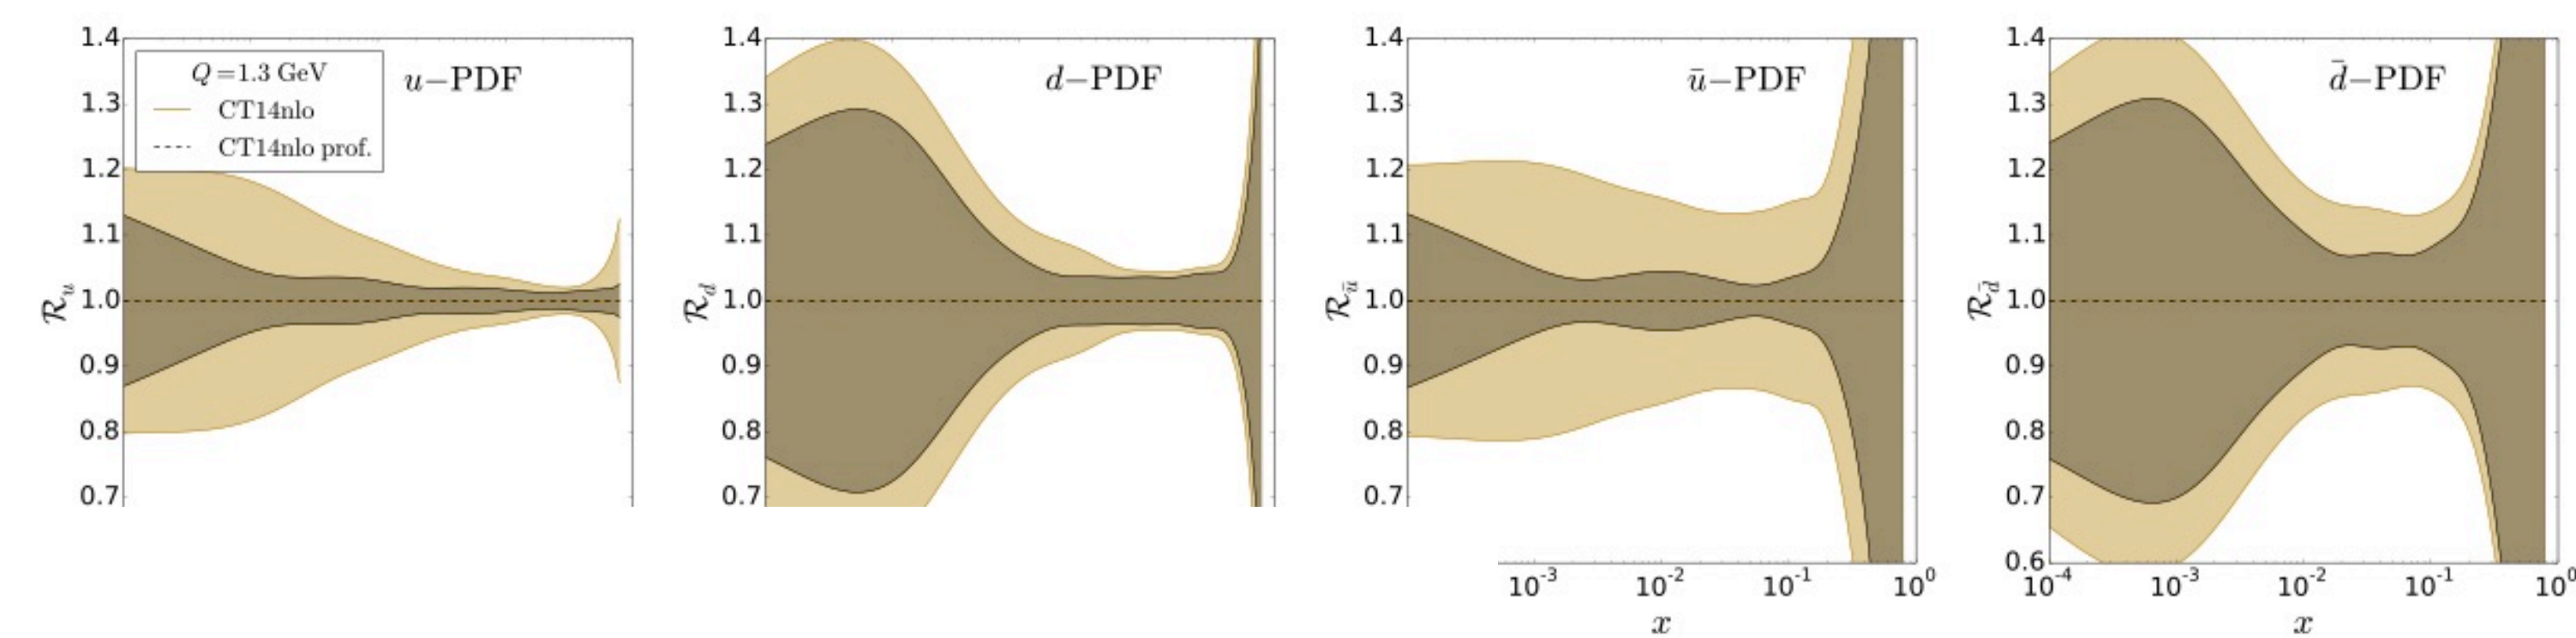 1.4
1.3
1.2
1.1
1.0
0.9
0.8
0.7
R_u
Q = 1.3 GeV
CT14nlo
CT14nlo prof.
u−PDF
1.4
1.3
1.2
1.1
1.0
0.9
0.8
0.7
R_d
d−PDF
1.4
1.3
1.2
1.1
1.0
0.9
0.8
0.7
R_ū
ū−PDF
10⁻³ 10⁻² 10⁻¹ 10⁰
x
1.4
1.3
1.2
1.1
1.0
0.9
0.8
0.7
0.6
R_d̄
d̄−PDF
10⁻⁴ 10⁻³ 10⁻² 10⁻¹ 10⁰
x